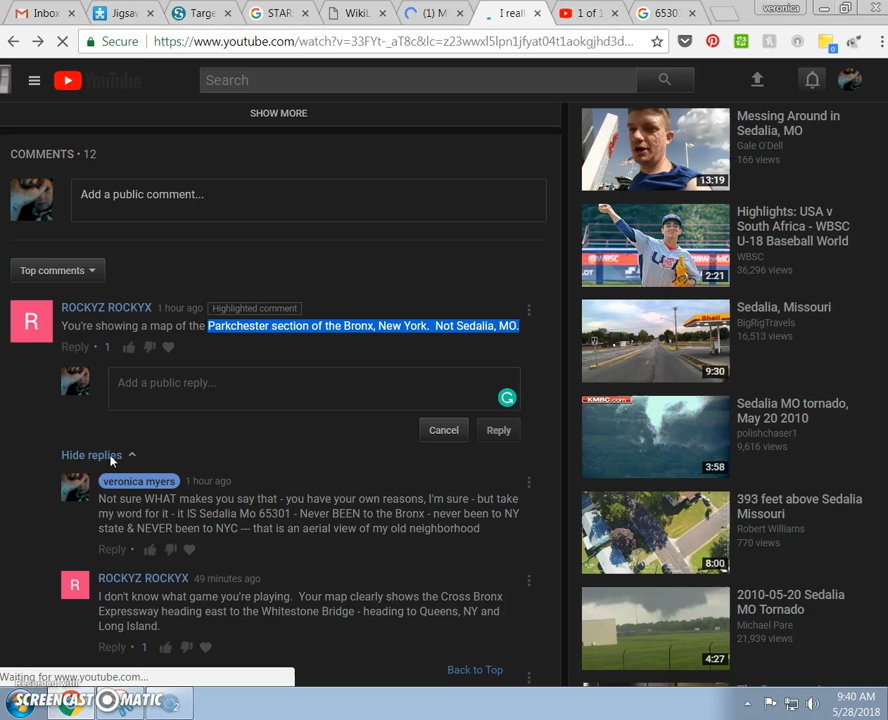 veronica
Inbox
Jigsaw
Targe
STAR
WikiL
(1) M
I reall
1 of 1
6530
Secure
https://www.youtube.com/watch?v=33FYt-_aT8c&lc=z23wwxl5lpn1jfyat04t1aokgjhd3d...
0
YouTube
Search
SHOW MORE
COMMENTS • 12
Add a public comment...
Top comments
R
ROCKYZ ROCKYX 1 hour ago Highlighted comment
You're showing a map of the Parkchester section of the Bronx, New York. Not Sedalia, MO.
Reply • 1
Add a public reply...
Cancel Reply
Hide replies
veronica myers 1 hour ago
Not sure WHAT makes you say that - you have your own reasons, I'm sure - but take
my word for it - it IS Sedalia Mo 65301 - Never BEEN to the Bronx - never been to NY
state & NEVER been to NYC --- that is an aerial view of my old neighborhood
Reply •
R
ROCKYZ ROCKYX 49 minutes ago
I don't know what game you're playing. Your map clearly shows the Cross Bronx
Expressway heading east to the Whitestone Bridge - heading to Queens, NY and
Long Island.
Reply • 1
Back to Top
13:19
Messing Around in
Sedalia, MO
Gale O'Dell
166 views
USA
2:21
Highlights: USA v
South Africa - WBSC
U-18 Baseball World
WBSC
36,296 views
Shell
9:30
Sedalia, Missouri
BigRigTravels
16,513 views
KMBC.com
3:58
Sedalia MO tornado,
May 20 2010
polishchaser1
9,616 views
8:00
393 feet above Sedalia
Missouri
Robert Williams
770 views
4:27
2010-05-20 Sedalia
MO Tornado
Michael Pare
21,939 views
Waiting for www.youtube.com...
Recorded with
SCREENCAST MATIC
2
9:40 AM
5/28/2018